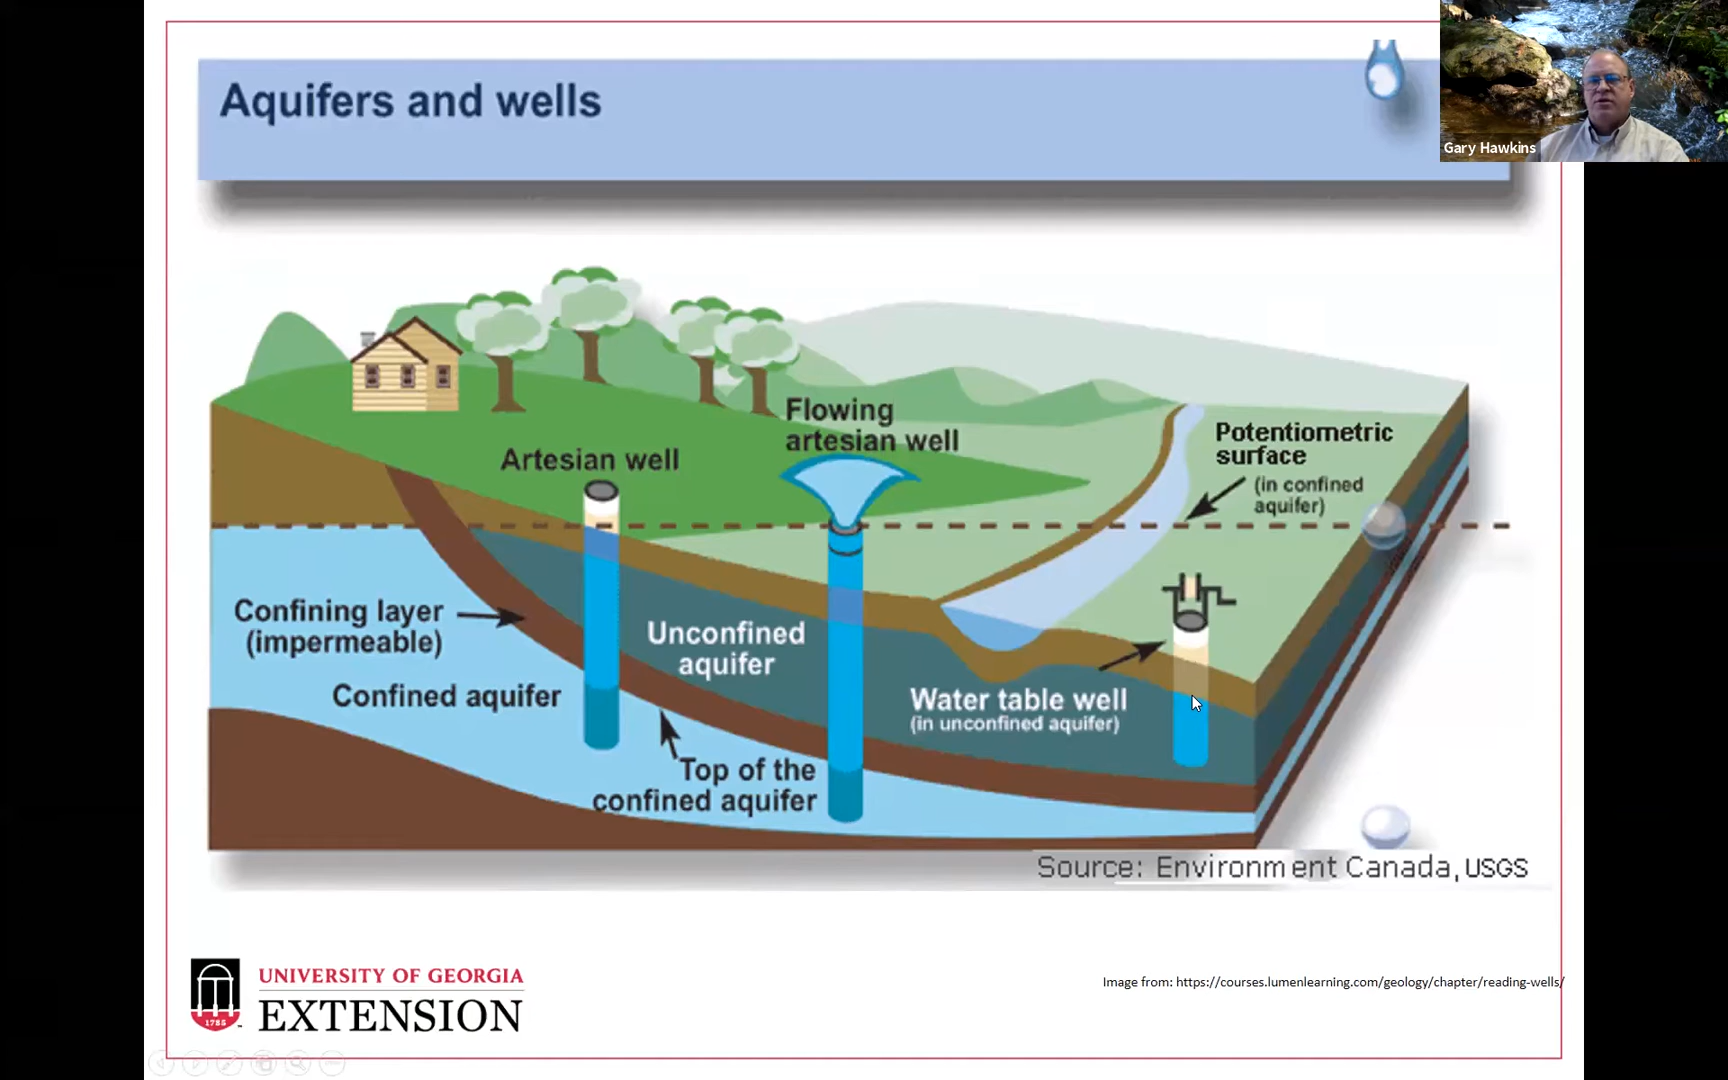 Gary Hawkins
Aquifers and wells
Flowing
artesian well
Artesian well
Potentiometric
surface
(in confined
aquifer)
Confining layer
(impermeable)
Unconfined
aquifer
Confined aquifer
Water table well
(in unconfined aquifer)
Top of the
confined aquifer
Source: Environment Canada, USGS
UNIVERSITY OF GEORGIA
EXTENSION
1785
Image from: https://courses.lumenlearning.com/geology/chapter/reading-wells/